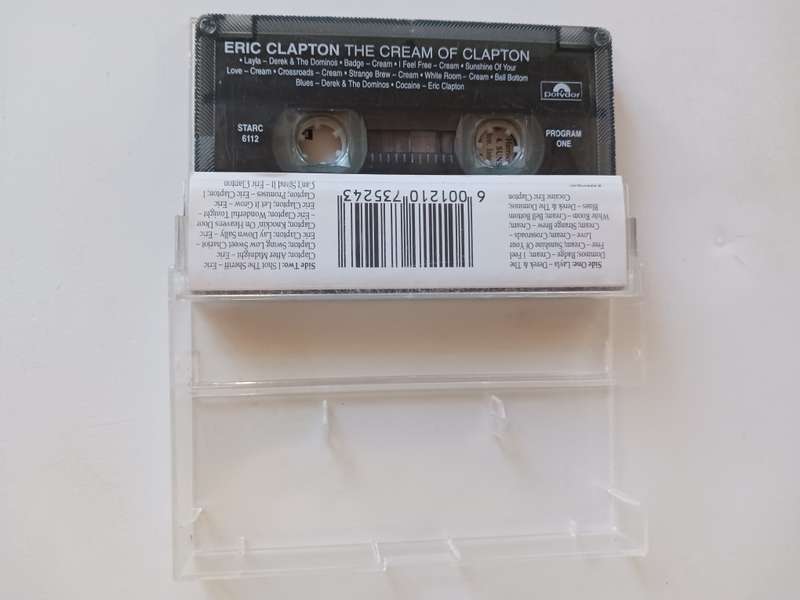 ERIC CLAPTON THE CREAM OF CLAPTON
• Layla – Derek & The Dominos • Badge – Cream • I Feel Free – Cream • Sunshine Of Your
Love – Cream • Crossroads – Cream • Strange Brew – Cream • White Room – Cream • Bell Bottom
Blues – Derek & The Dominos • Cocaine – Eric Clapton
polydor
STARC
6112
PROGRAM
ONE
Side One: Layla – Derek & The
Dominos; Badge – Cream; I Feel
Free – Cream; Sunshine Of Your
Love – Cream; Crossroads –
Cream; Strange Brew – Cream;
White Room – Cream; Bell Bottom
Blues – Derek & The Dominos;
Cocaine Eric Clapton
6 001210 735243
Side Two: I Shot The Sheriff – Eric
Clapton; After Midnight – Eric
Clapton; Swing Low Sweet Chariot –
Eric Clapton; Lay Down Sally – Eric
Clapton; Knockin On Heavens Door
– Eric Clapton; Wonderful Tonight –
Eric Clapton; Let It Grow – Eric
Clapton; Promises – Eric Clapton; I
Can't Stand It Eric Clapton